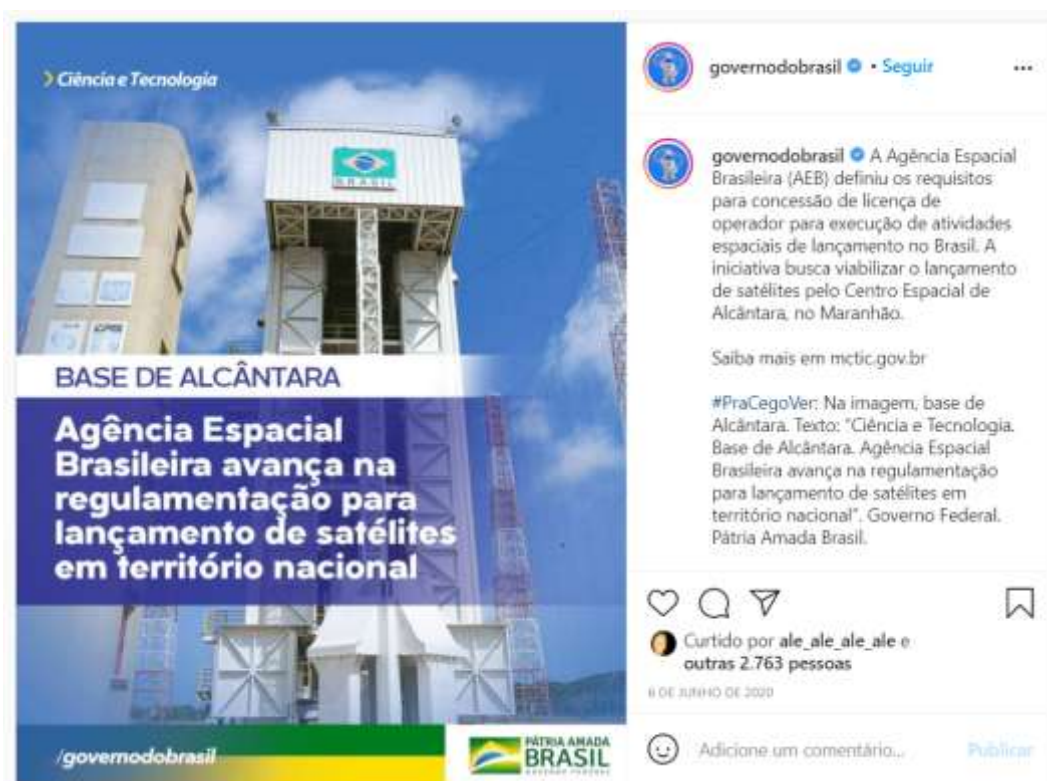 Ciência e Tecnologia
BRASIL
BASE DE ALCÂNTARA
Agência Espacial
Brasileira avança na
regulamentação para
lançamento de satélites
em território nacional
/governodobrasil
PÁTRIA AMADA
BRASIL
GOVERNO FEDERAL
governodobrasil • Seguir
governodobrasil A Agência Espacial
Brasileira (AEB) definiu os requisitos
para concessão de licença de
operador para execução de atividades
espaciais de lançamento no Brasil. A
iniciativa busca viabilizar o lançamento
de satélites pelo Centro Espacial de
Alcântara, no Maranhão.
Saiba mais em mctic.gov.br
#PraCegoVer: Na imagem, base de
Alcântara. Texto: "Ciência e Tecnologia.
Base de Alcântara. Agência Espacial
Brasileira avança na regulamentação
para lançamento de satélites em
território nacional". Governo Federal.
Pátria Amada Brasil.
Curtido por ale_ale_ale_ale e
outras 2.763 pessoas
6 DE JUNHO DE 2020
Adicione um comentário... Publicar